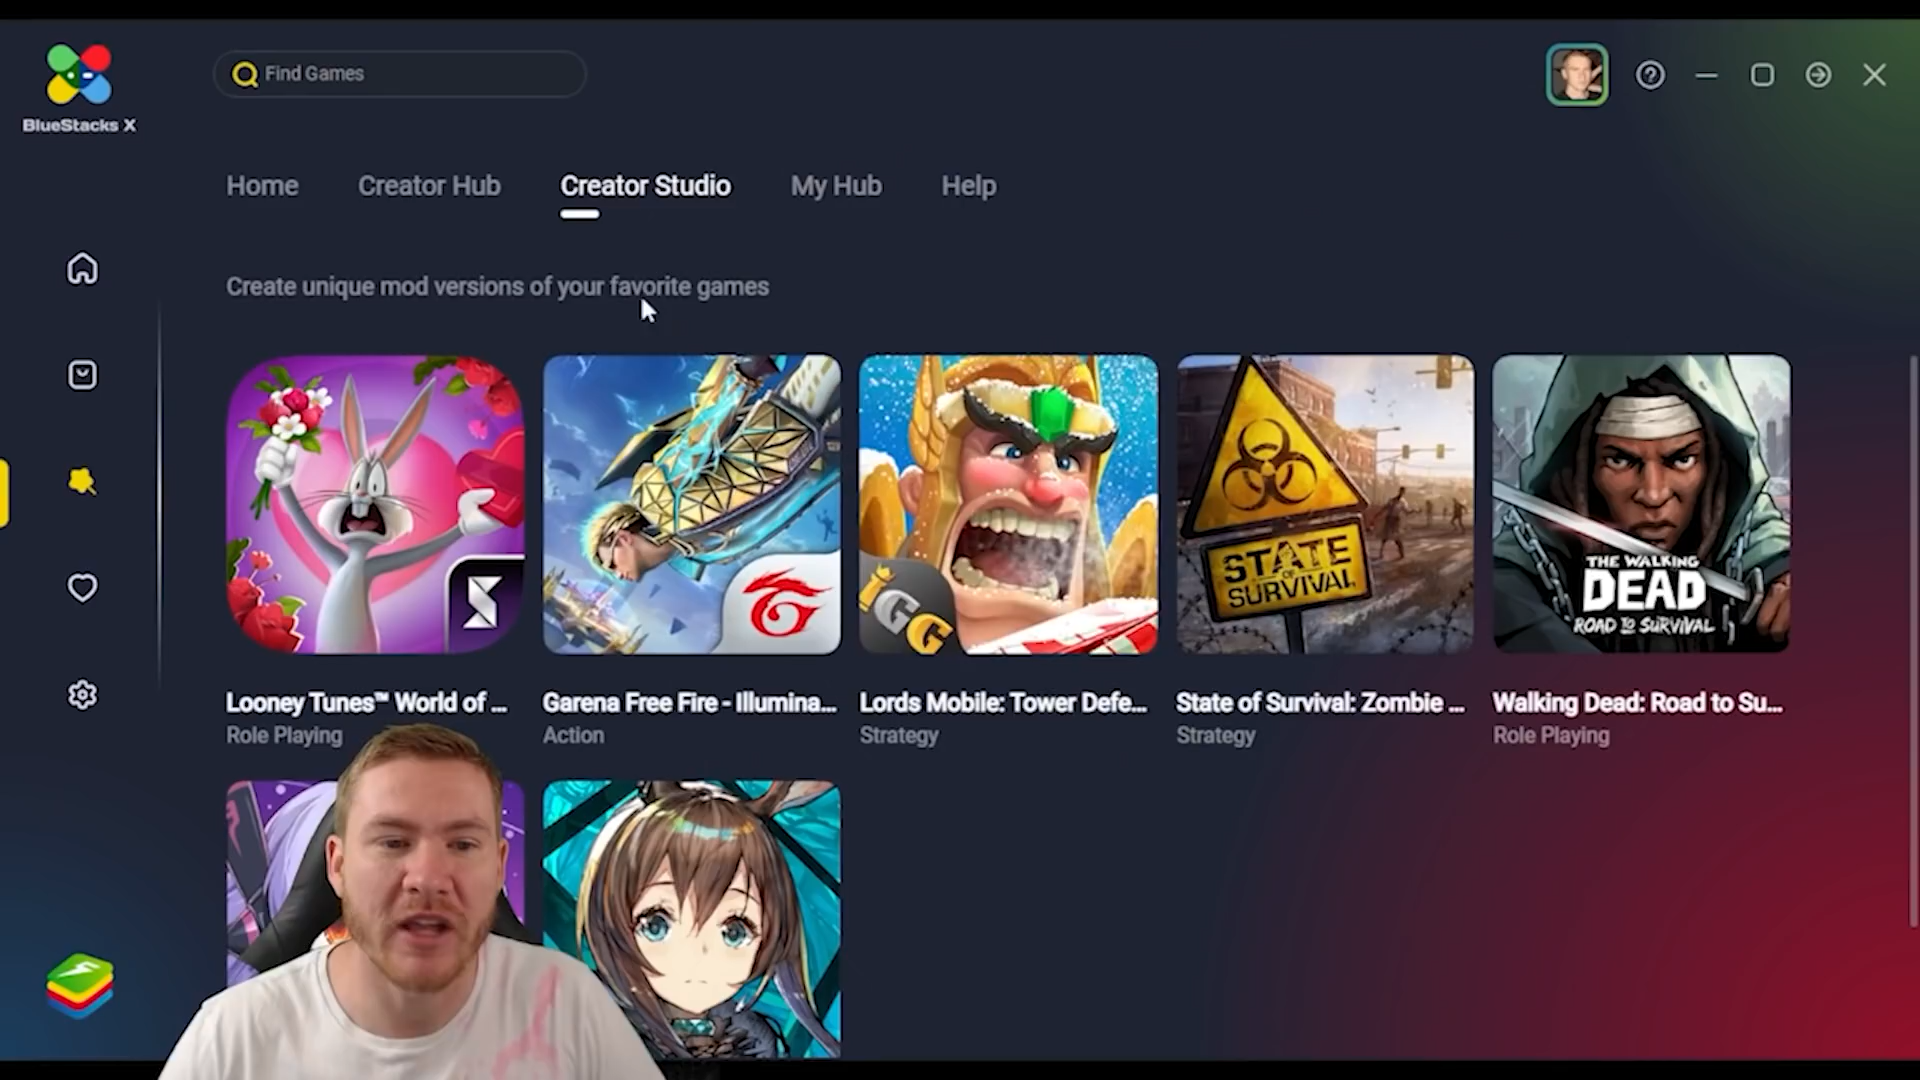 BlueStacks X
Find Games
Home
Creator Hub
Creator Studio
My Hub
Help
Create unique mod versions of your favorite games
IGG
STATE
OF
SURVIVAL
THE WALKING
DEAD
ROAD TO SURVIVAL
Looney Tunes™ World of ...
Garena Free Fire - Illumina...
Lords Mobile: Tower Defe...
State of Survival: Zombie ...
Walking Dead: Road to Su...
Role Playing
Action
Strategy
Strategy
Role Playing